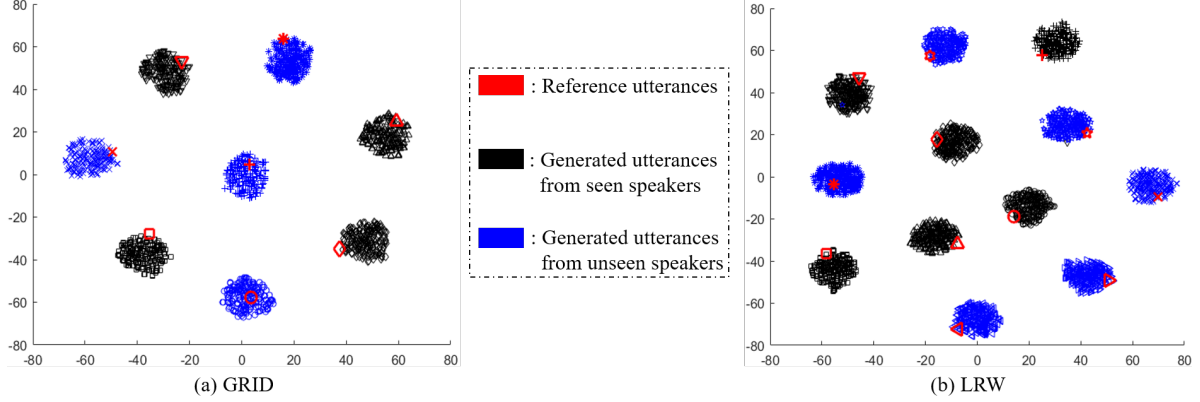 80
60
40
20
0
-20
-40
-60
-80
-80 -60 -40 -20 0 20 40 60 80
(a) GRID
: Reference utterances
: Generated utterances
from seen speakers
: Generated utterances
from unseen speakers
80
60
40
20
0
-20
-40
-60
-80
-80 -60 -40 -20 0 20 40 60 80
(b) LRW